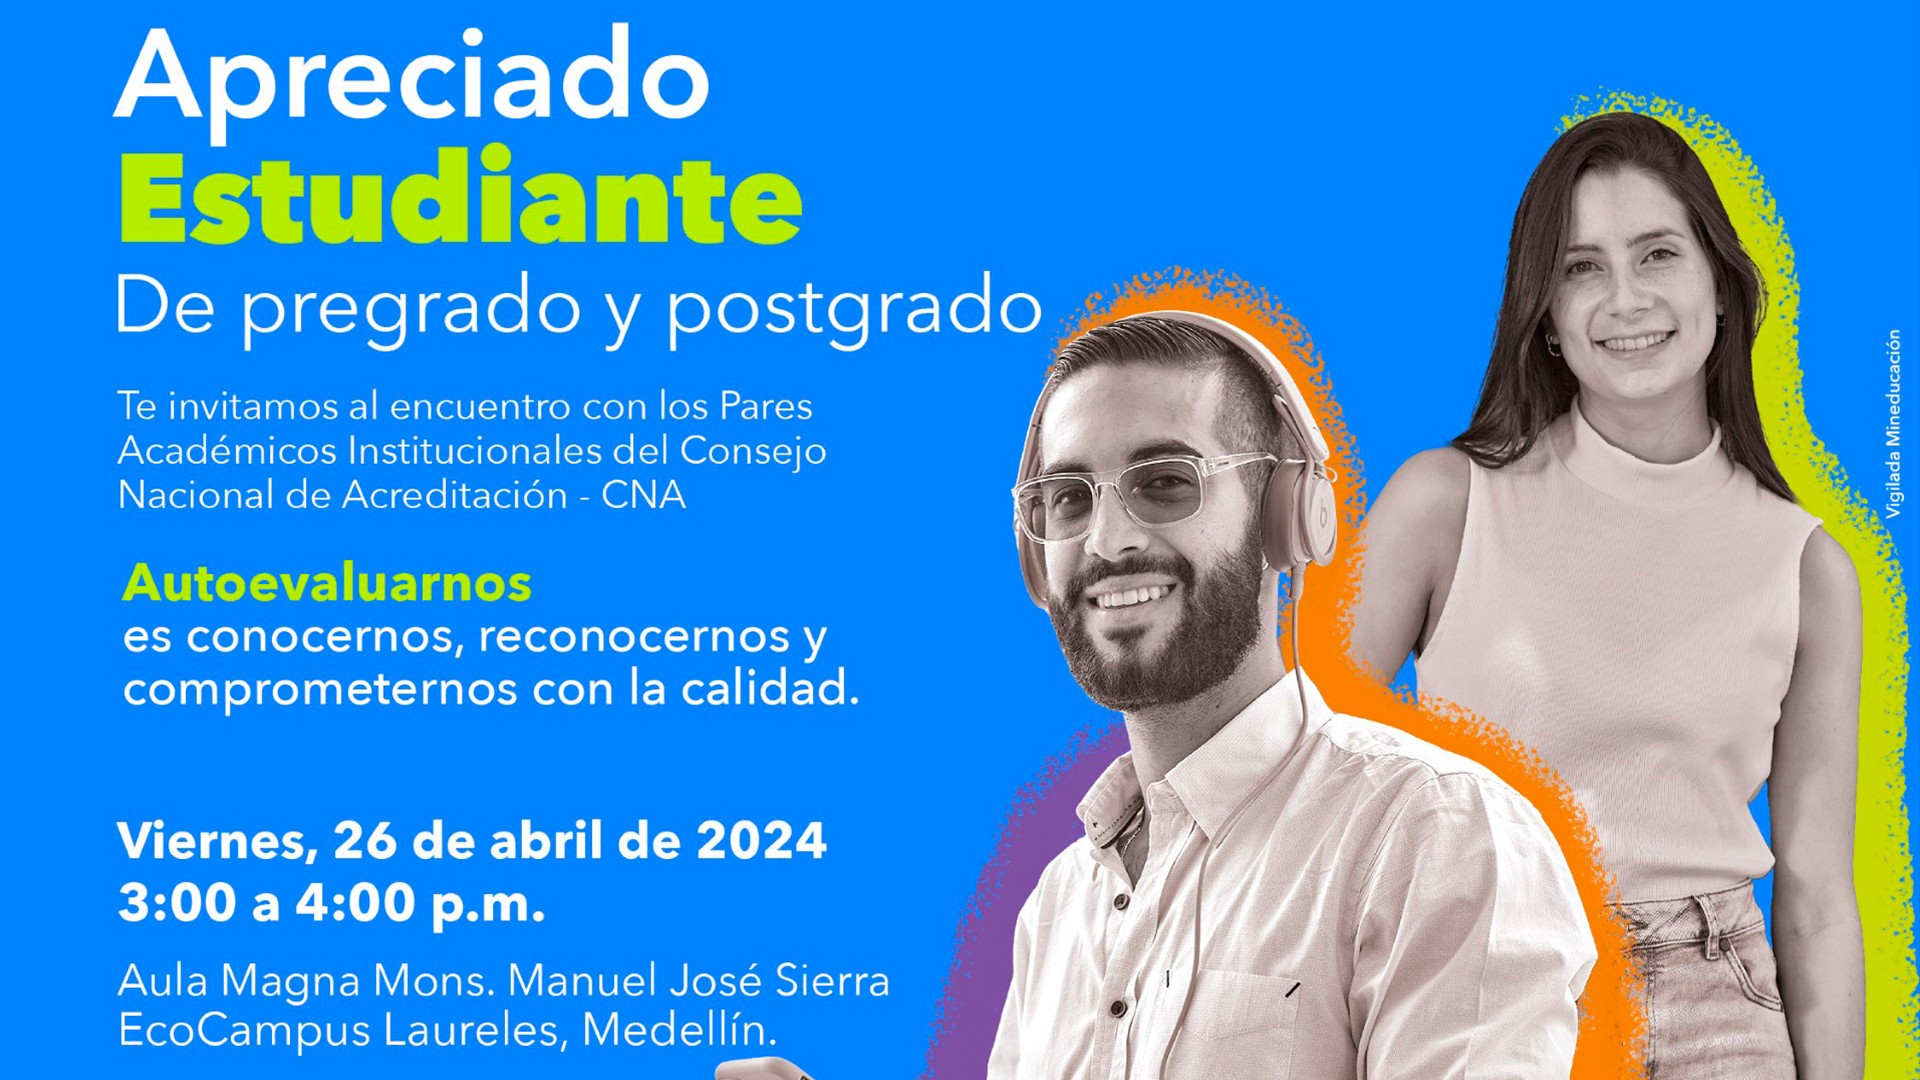 Apreciado
Estudiante
De pregrado y postgrado
Te invitamos al encuentro con los Pares
Académicos Institucionales del Consejo
Nacional de Acreditación - CNA
Autoevaluarnos
es conocernos, reconocernos y
comprometernos con la calidad.
Viernes, 26 de abril de 2024
3:00 a 4:00 p.m.
Aula Magna Mons. Manuel José Sierra
EcoCampus Laureles, Medellín.
Vigilada Mineducación
b